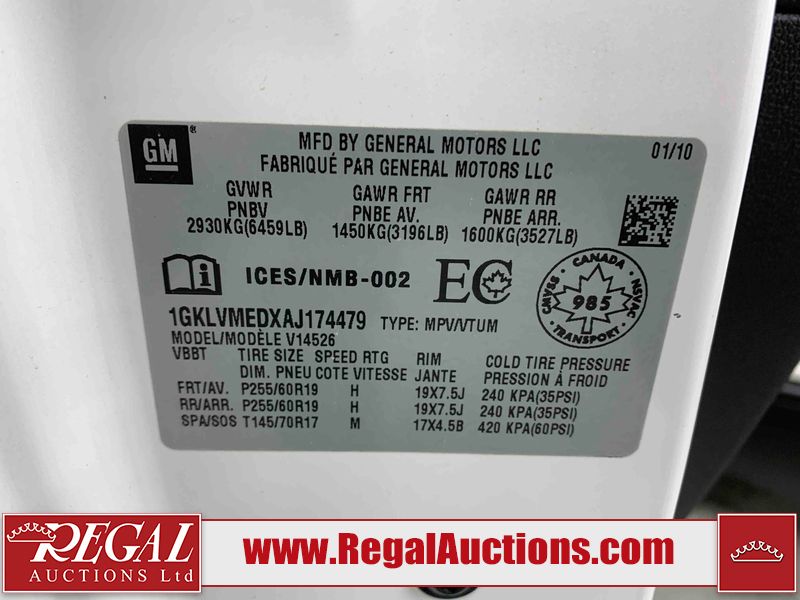 GM
®
MFD BY GENERAL MOTORS LLC 01/10
FABRIQUÉ PAR GENERAL MOTORS LLC
GVWR GAWR FRT GAWR RR
PNBV PNBE AV. PNBE ARR.
2930KG(6459LB) 1450KG(3196LB) 1600KG(3527LB)
i ICES/NMB-002 EC
CANADA
CMVSS 985 NSVAC
TRANSPORT
1GKLVMEDXAJ174479 TYPE: MPV/VTUM
MODEL/MODÈLE V14526
VBBT TIRE SIZE SPEED RTG RIM COLD TIRE PRESSURE
DIM. PNEU COTE VITESSE JANTE PRESSION À FROID
FRT/AV. P255/60R19 H 19X7.5J 240 KPA(35PSI)
RR/ARR. P255/60R19 H 19X7.5J 240 KPA(35PSI)
SPA/SOS T145/70R17 M 17X4.5B 420 KPA(60PSI)
REGAL
AUCTIONS Ltd
www.RegalAuctions.com